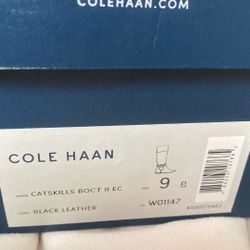 COLEHAAN.COM
COLE HAAN
CATSKILLS BOOT II EC
9 B
BLACK LEATHER
W01147